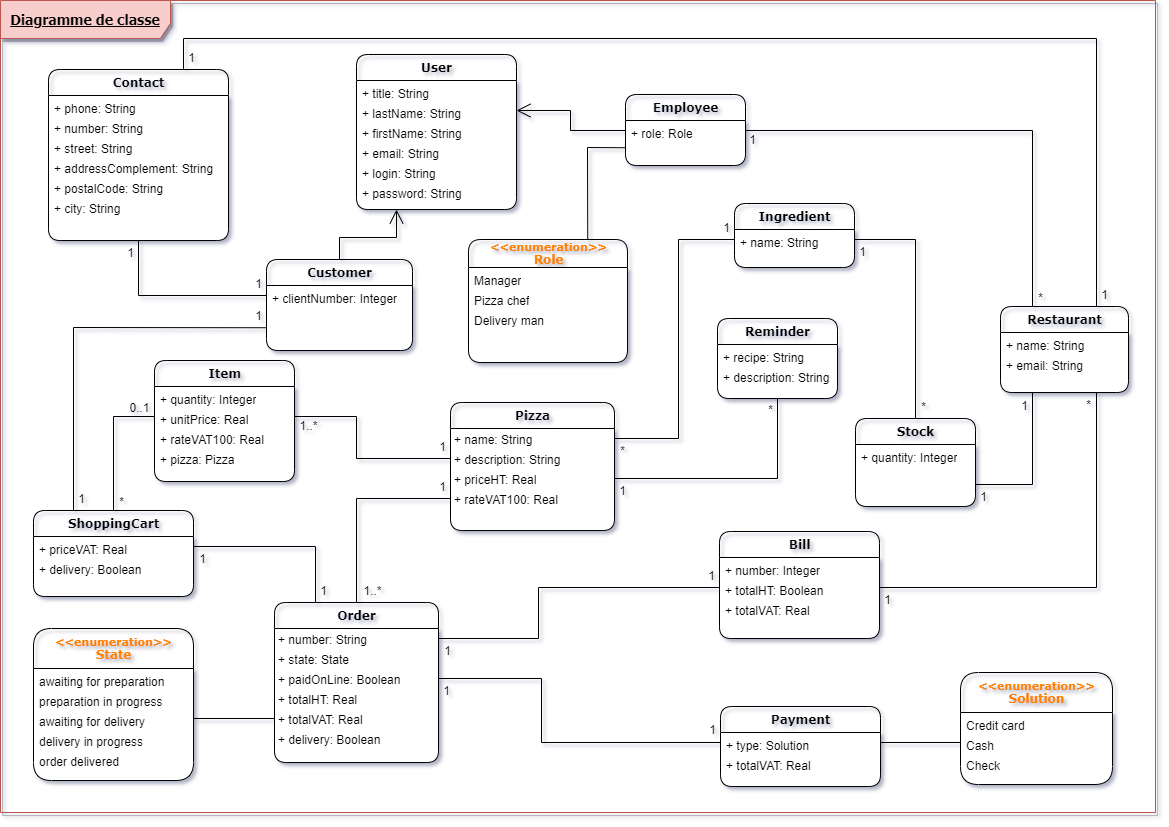 Diagramme de classe
1
Contact
+ phone: String
+ number: String
+ street: String
+ addressComplement: String
+ postalCode: String
+ city: String
1
User
+ title: String
+ lastName: String
+ firstName: String
+ email: String
+ login: String
+ password: String
Employee
+ role: Role
1
Ingredient
+ name: String
1
1
<<enumeration>>
Role
Manager
Pizza chef
Delivery man
Customer
+ clientNumber: Integer
1
1
Reminder
+ recipe: String
+ description: String
*
*
1
Restaurant
+ name: String
+ email: String
1
*
Item
+ quantity: Integer
+ unitPrice: Real
+ rateVAT100: Real
+ pizza: Pizza
0..1
1..*
Pizza
+ name: String
+ description: String
+ priceHT: Real
+ rateVAT100: Real
1
1
*
1
*
Stock
+ quantity: Integer
1
1
*
ShoppingCart
+ priceVAT: Real
+ delivery: Boolean
1
1
1..*
Order
+ number: String
+ state: State
+ paidOnLine: Boolean
+ totalHT: Real
+ totalVAT: Real
+ delivery: Boolean
1
1
1
Bill
+ number: Integer
+ totalHT: Boolean
+ totalVAT: Real
1
<<enumeration>>
State
awaiting for preparation
preparation in progress
awaiting for delivery
delivery in progress
order delivered
1
Payment
+ type: Solution
+ totalVAT: Real
<<enumeration>>
Solution
Credit card
Cash
Check